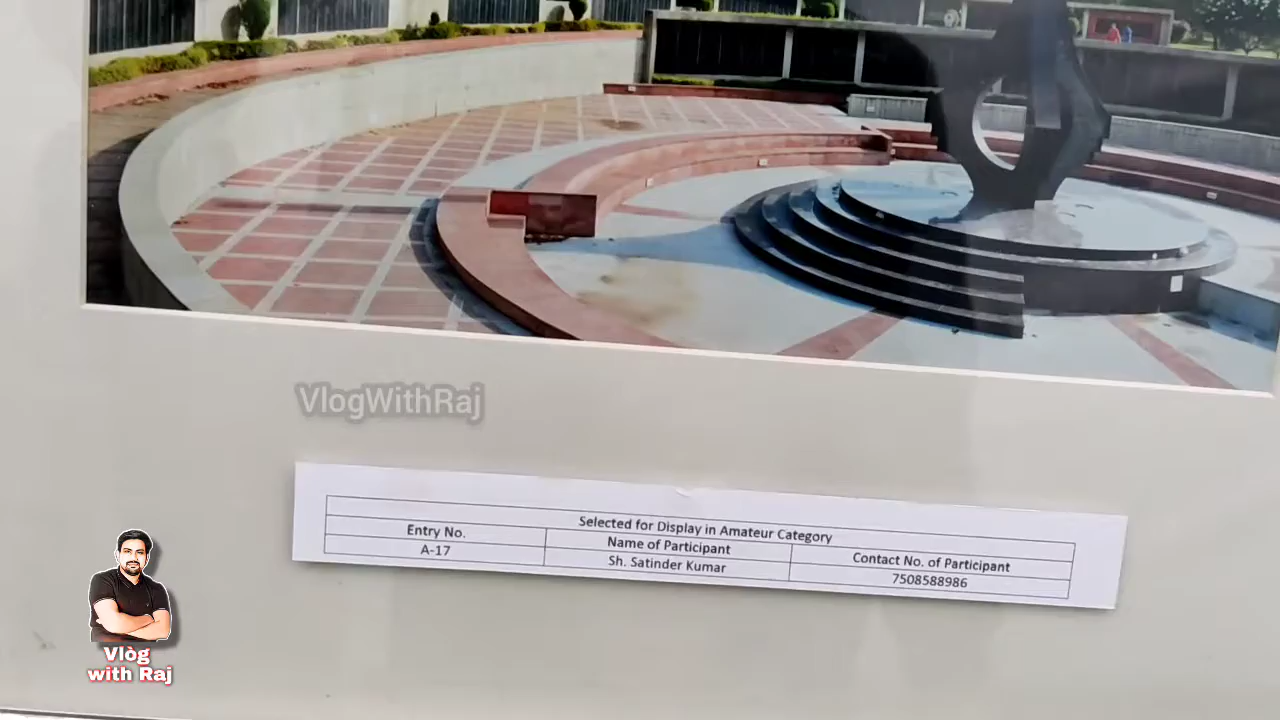 VlogWithRaj
Selected for Display in Amateur Category
Entry No. Name of Participant Contact No. of Participant
A-17 Sh. Satinder Kumar 7508588986
Vlòg
with Raj